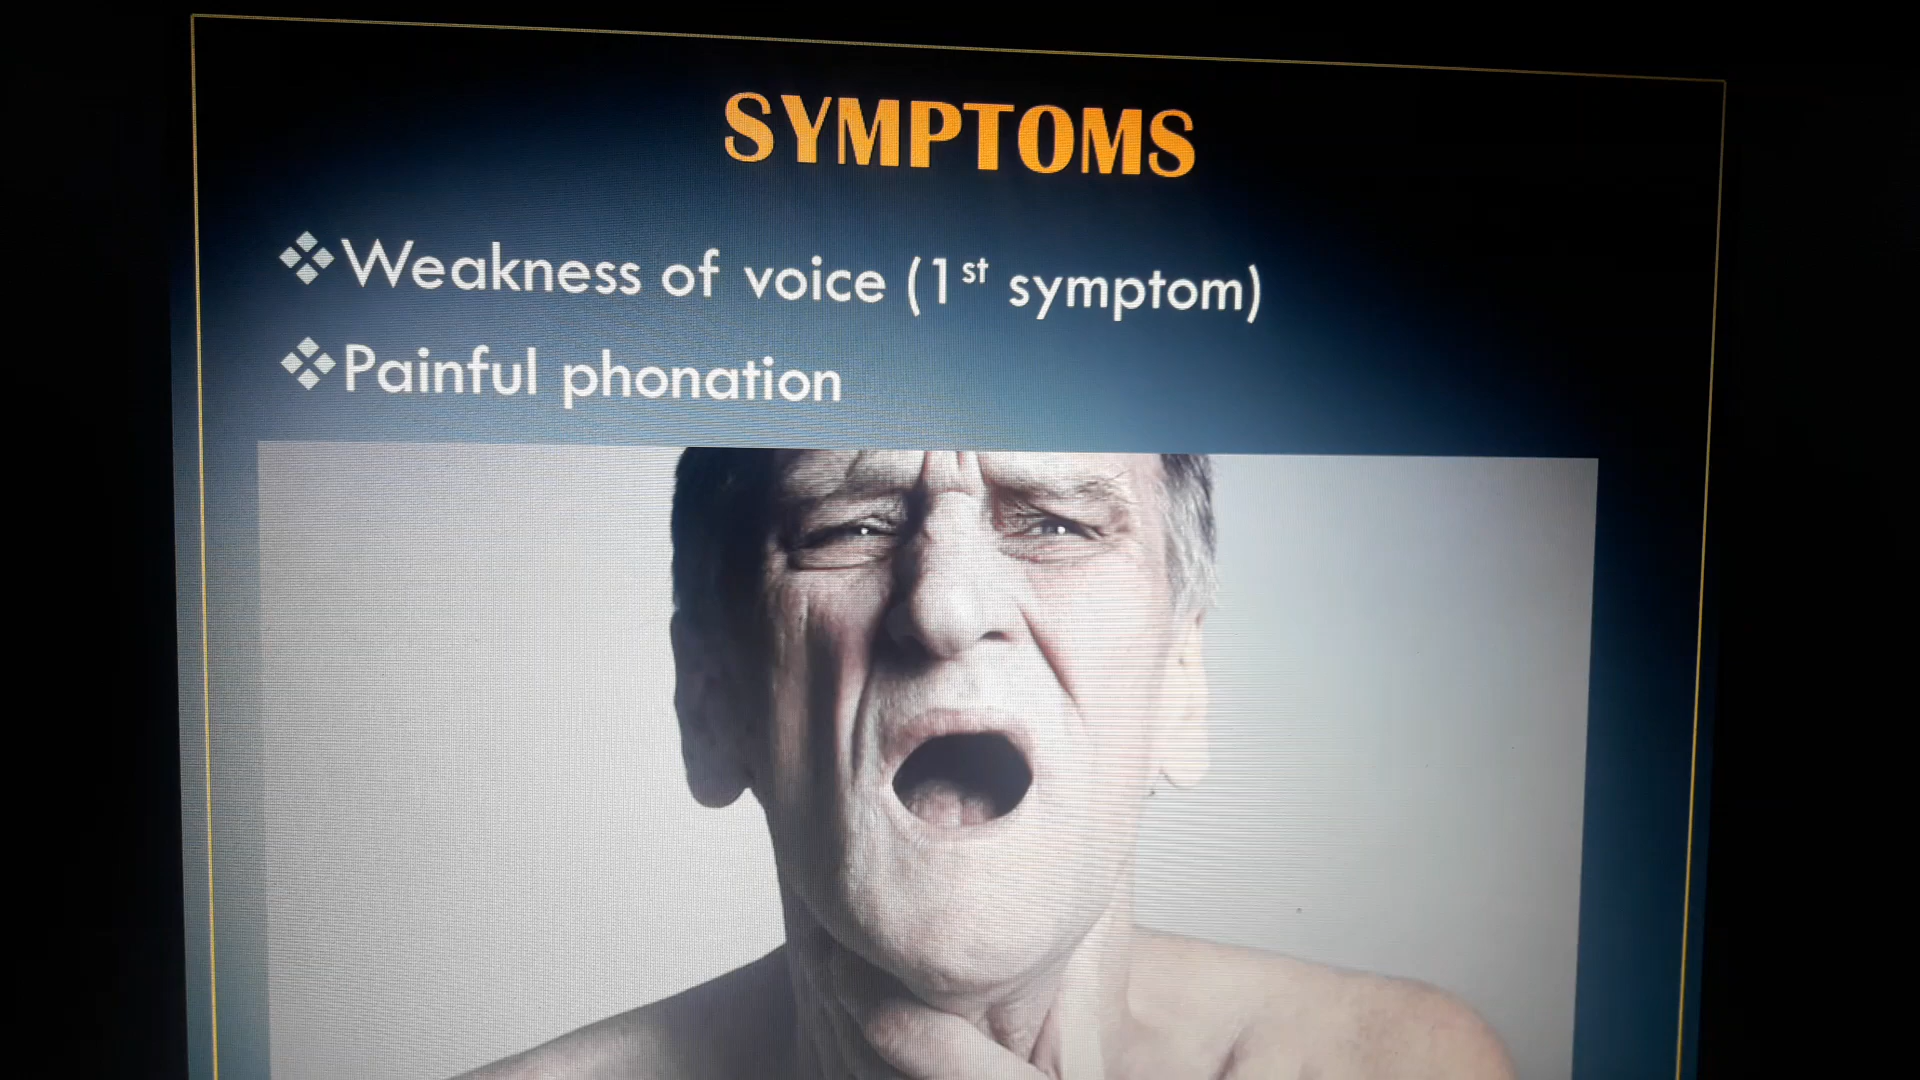 SYMPTOMS
❖Weakness of voice (1st symptom)
❖Painful phonation